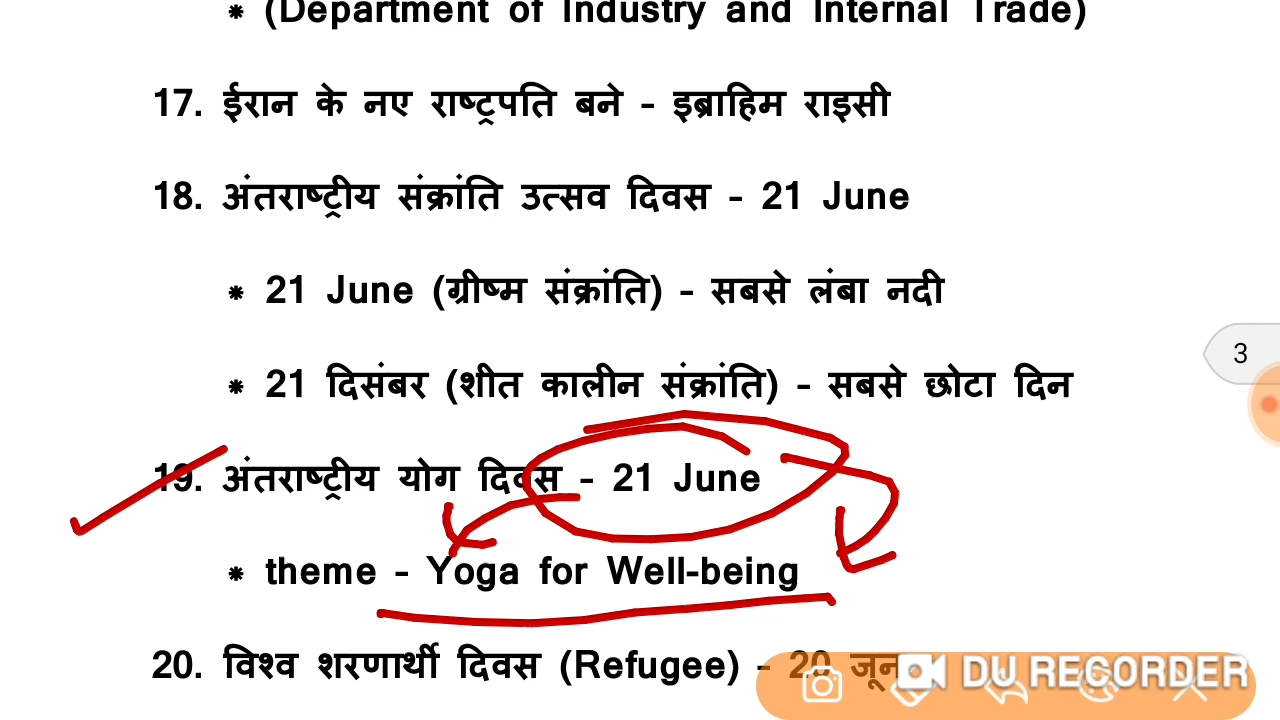 * (Department of Industry and Internal Trade)
17. ईरान के नए राष्ट्रपति बने - इब्राहिम राइसी
18. अंतराष्ट्रीय संक्रांति उत्सव दिवस - 21 June
* 21 June (ग्रीष्म संक्रांति) - सबसे लंबा नदी
* 21 दिसंबर (शीत कालीन संक्रांति) - सबसे छोटा दिन
19. अंतराष्ट्रीय योग दिवस - 21 June
* theme - Yoga for Well-being
20. विश्व शरणार्थी दिवस (Refugee) - 20 जून
3
DU RECORDER